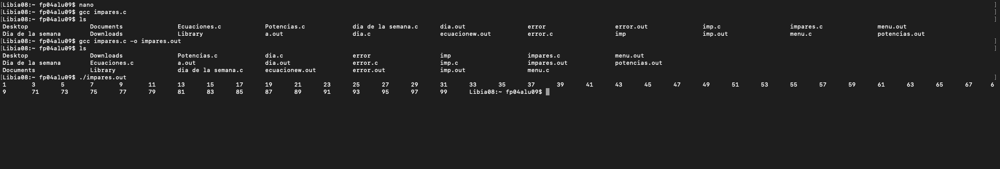 [Libia08:~ fp04alu09$ nano ]
[Libia08:~ fp04alu09$ gcc impares.c ]
[Libia08:~ fp04alu09$ ls ]
Desktop Documents Ecuaciones.c Potencias.c dia de la semana.c dia.out error error.out imp.c impares.c menu.out
Dia de la semana Downloads Library a.out dia.c ecuacionew.out error.c imp imp.out menu.c potencias.out
[Libia08:~ fp04alu09$ gcc impares.c -o impares.out ]
[Libia08:~ fp04alu09$ ls ]
Desktop Downloads Potencias.c dia.c error imp impares.c menu.out
Dia de la semana Ecuaciones.c a.out dia.out error.c imp.c impares.out potencias.out
Documents Library dia de la semana.c ecuacionew.out error.out imp.out menu.c
[Libia08:~ fp04alu09$ ./impares.out ]
1 3 5 7 9 11 13 15 17 19 21 23 25 27 29 31 33 35 37 39 41 43 45 47 49 51 53 55 57 59 61 63 65 67 6
9 71 73 75 77 79 81 83 85 87 89 91 93 95 97 99 Libia08:~ fp04alu09$